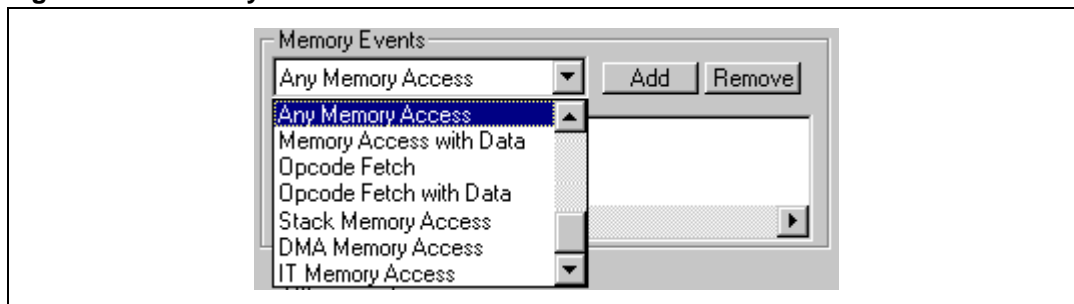 Memory Events
Any Memory Access Add Remove
Any Memory Access
Memory Access with Data
Opcode Fetch
Opcode Fetch with Data
Stack Memory Access
DMA Memory Access
IT Memory Access